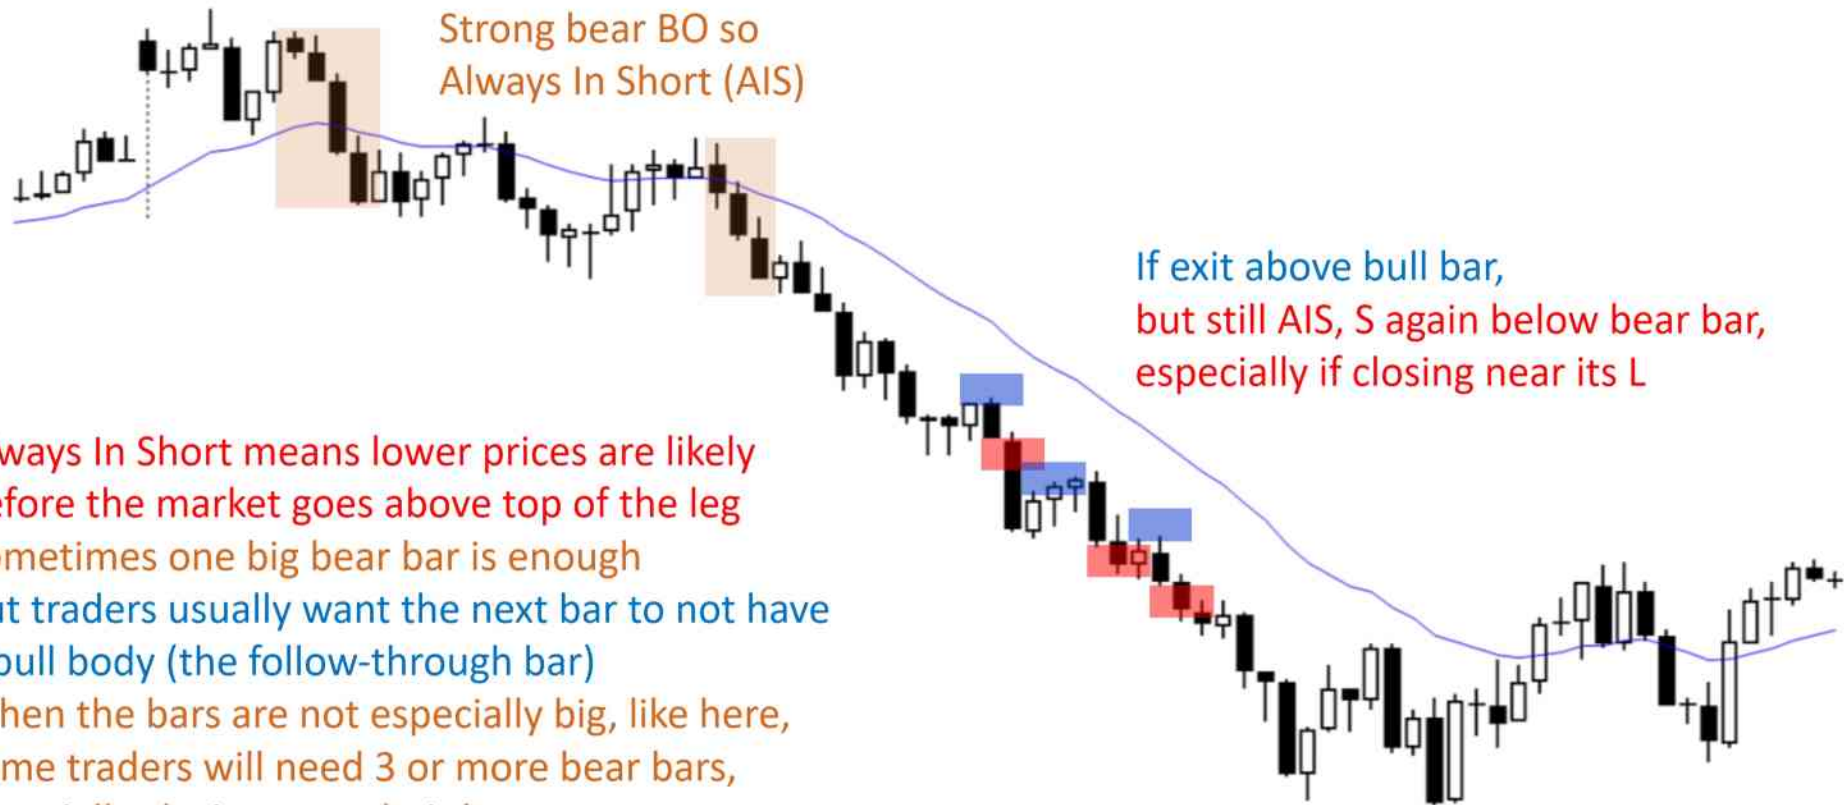 Strong bear BO so
Always In Short (AIS)
If exit above bull bar,
but still AIS, S again below bear bar,
especially if closing near its L
ways In Short means lower prices are likely
fore the market goes above top of the leg
metimes one big bear bar is enough
t traders usually want the next bar to not have
bull body (the follow-through bar)
hen the bars are not especially big, like here,
me traders will need 3 or more bear bars,